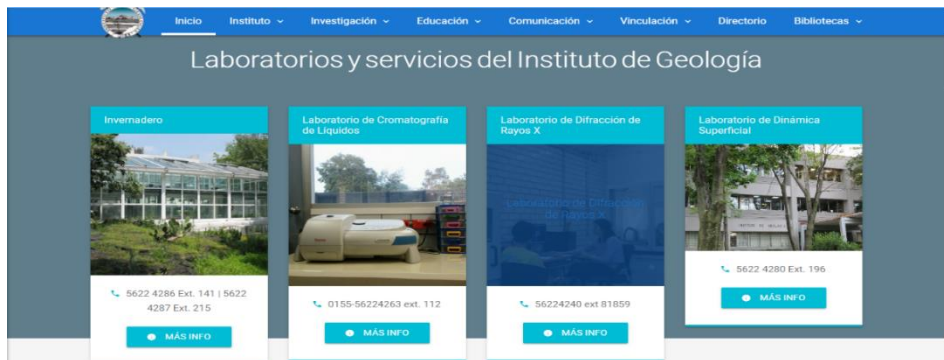 Inicio Instituto Investigación Educación Comunicación Vinculación Directorio Bibliotecas
Laboratorios y servicios del Instituto de Geología
Invernadero
5622 4286 Ext. 141 | 5622
4287 Ext. 215
MÁS INFO
Laboratorio de Cromatografía
de Líquidos
0155-56224263 ext. 112
MÁS INFO
Laboratorio de Difracción de
Rayos X
Laboratorio de Difracción
de Rayos X
56224240 ext 81859
MÁS INFO
Laboratorio de Dinámica
Superficial
5622 4280 Ext. 196
MÁS INFO